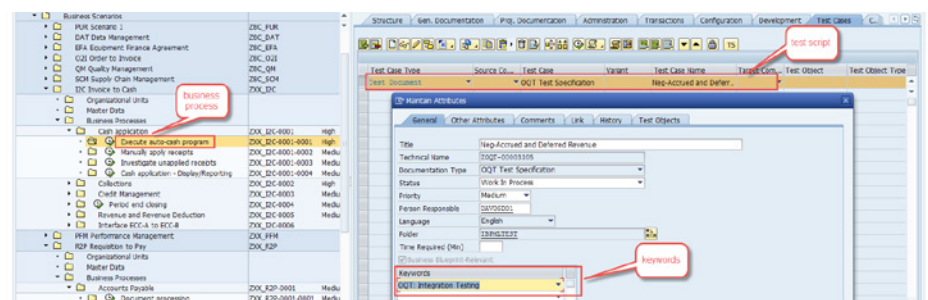 Business Scenarios
PUR Scenario 1 ZBC_PUR
DAT Data Management ZBC_DAT
EFA Equipment Finance Agreement ZBC_EFA
O2I Order to Invoice ZBC_O2I
QM Quality Management ZBC_QM
SCM Supply Chain Management ZBC_SCM
I2C Invoice to Cash ZXX_I2C
Organizational Units
Master Data
Business Processes
Cash application ZXX_I2C-0001 High
Execute auto-cash program ZXX_I2C-0001-0001 High
Manually apply receipts ZXX_I2C-0001-0002 Mediu
Investigate unapplied receipts ZXX_I2C-0001-0003 Mediu
Cash application - Display/Reporting ZXX_I2C-0001-0004 Mediu
Collections ZXX_I2C-0002 High
Credit Management ZXX_I2C-0003 Mediu
Period end closing ZXX_I2C-0004 Mediu
Revenue and Revenue Deduction ZXX_I2C-0005 Mediu
Interface ECC-A to ECC-B ZXX_I2C-0006
PFM Performance Management ZXX_PFM
R2P Requisition to Pay ZXX_R2P
Organizational Units
Master Data
Business Processes
Accounts Payable ZXX_R2P-0001 Mediu
Document processing ZXX_R2P-0001-0001 Mediu
business
process
Structure Gen. Documentation Proj. Documentation Administration Transactions Configuration Development Test Cases C...
TS
test script
Test Case Type Source Co... Test Case Variant Test Case Name Target Com... Test Object Test Object Type
Test Document OQT Test Specification Neg-Accrued and Deferr...
Maintain Attributes
General Other Attributes Comments Link History Test Objects
Title Neg-Accrued and Deferred Revenue
Technical Name ZOQT-00003205
Documentation Type OQT Test Specification
Status Work In Process
Priority Medium
Person Responsible
Language English
Folder
Time Required (Min)
Business Blueprint-Relevant
Keywords
OQT: Integration Testing
keywords